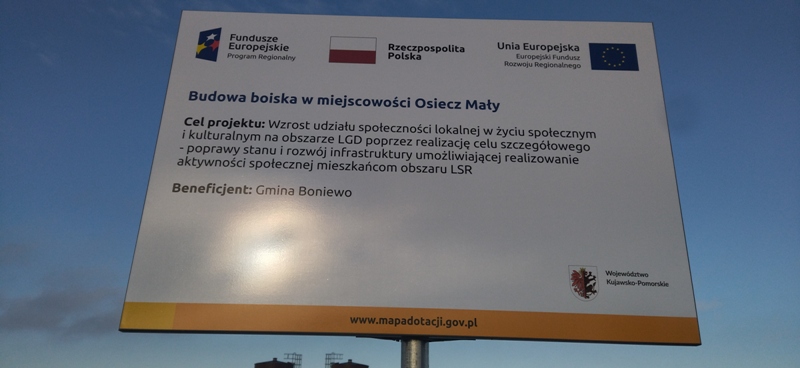 Fundusze
Europejskie
Program Regionalny
Rzeczpospolita
Polska
Unia Europejska
Europejski Fundusz
Rozwoju Regionalnego
Budowa boiska w miejscowości Osiecz Mały
Cel projektu: Wzrost udziału społeczności lokalnej w życiu społecznym
i kulturalnym na obszarze LGD poprzez realizację celu szczegółowego
- poprawy stanu i rozwój infrastruktury umożliwiającej realizowanie
aktywności społecznej mieszkańcom obszaru LSR
Beneficjent: Gmina Boniewo
Województwo
Kujawsko-Pomorskie
www.mapadotacji.gov.pl